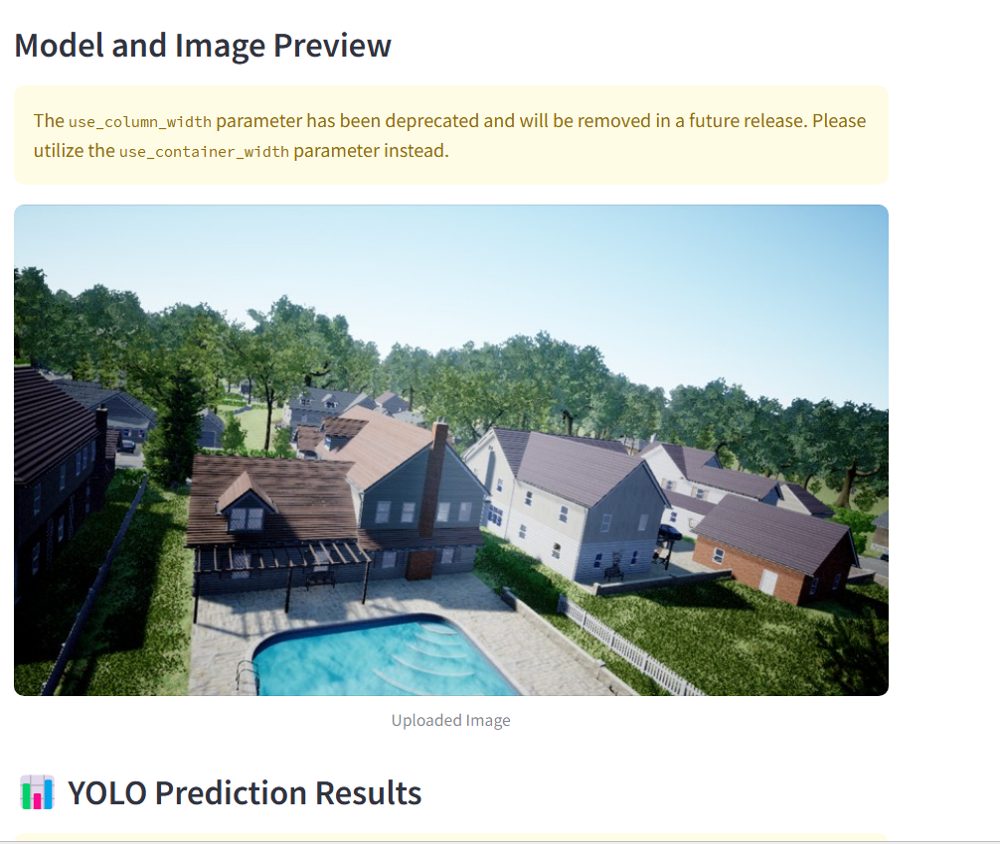 Model and Image Preview
The use_column_width parameter has been deprecated and will be removed in a future release. Please
utilize the use_container_width parameter instead.
Uploaded Image
YOLO Prediction Results